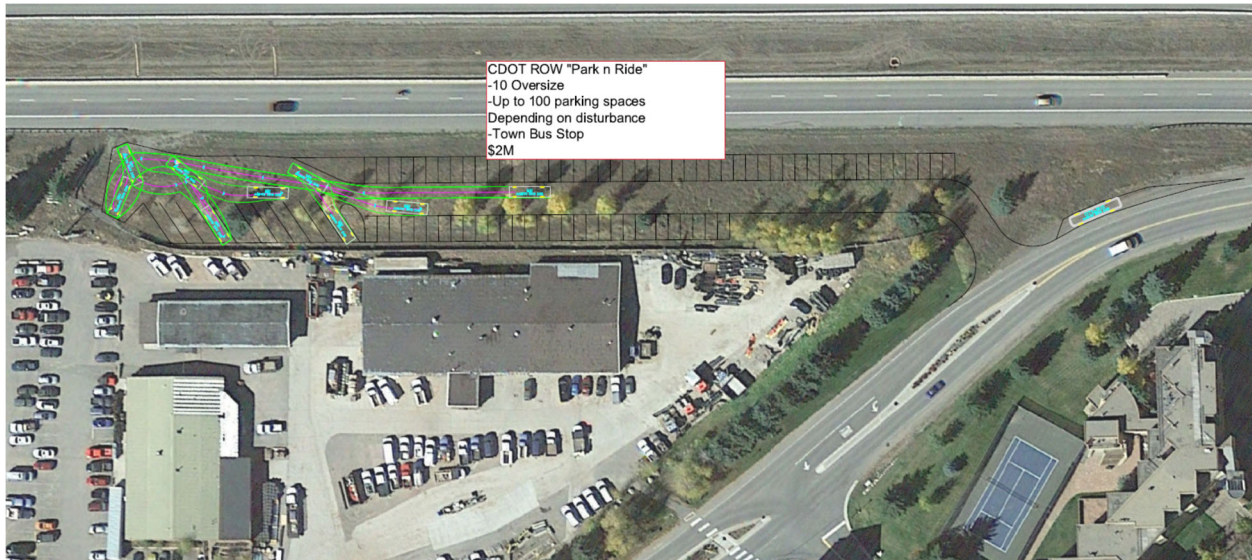 CDOT ROW "Park n Ride"
-10 Oversize
-Up to 100 parking spaces
Depending on disturbance
-Town Bus Stop
$2M